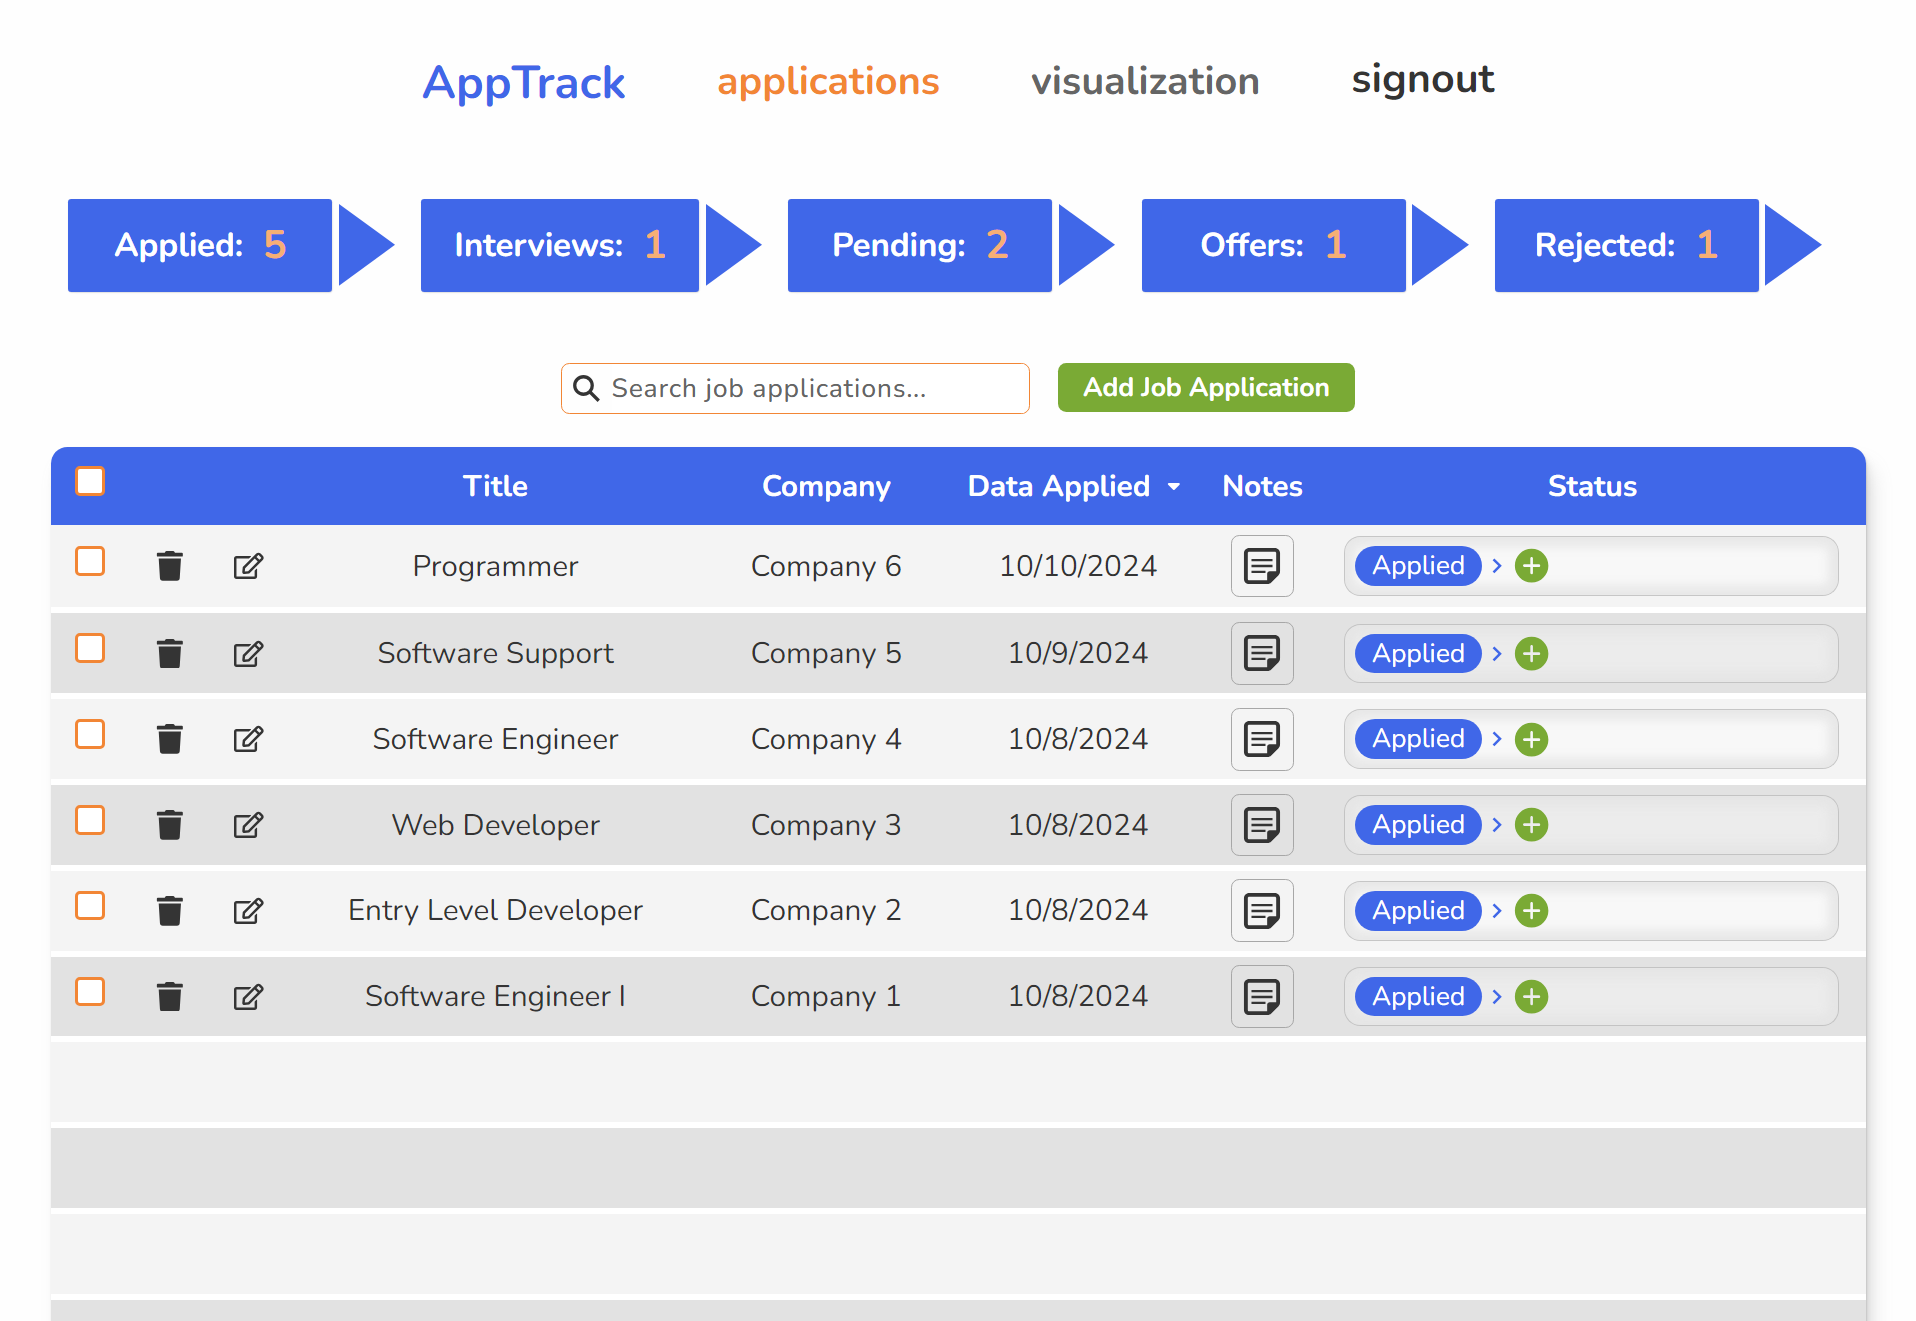 AppTrack applications visualization signout
Applied: 5 Interviews: 1 Pending: 2 Offers: 1 Rejected: 1
Search job applications... Add Job Application
Title Company Data Applied Notes Status
Programmer Company 6 10/10/2024 Applied
Software Support Company 5 10/9/2024 Applied
Software Engineer Company 4 10/8/2024 Applied
Web Developer Company 3 10/8/2024 Applied
Entry Level Developer Company 2 10/8/2024 Applied
Software Engineer I Company 1 10/8/2024 Applied